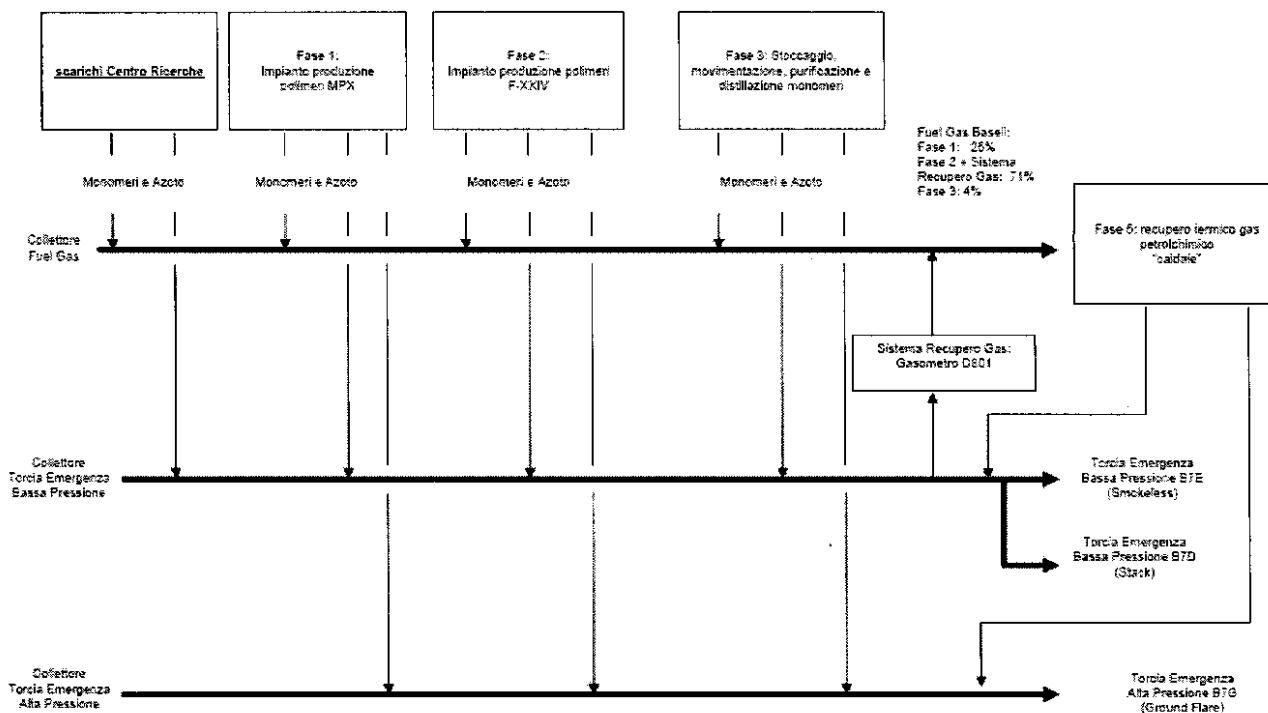 scarichi Centro Ricerche
Fase 1:
Impianto produzione
polimeri MPX
Fase 2:
Impianto produzione polimeri
F-XXIV
Fase 3: Stoccaggio,
movimentazione, purificazione e
distillazione monomeri
Fuel Gas Basell:
Fase 1: 25%
Fase 2 + Sistema
Recupero Gas: 71%
Fase 3: 4%
Monomeri e Azoto
Monomeri e Azoto
Monomeri e Azoto
Monomeri e Azoto
Collettore
Fuel Gas
Fase 5: recupero termico gas
petrolchimico
"caldaie"
Sistema Recupero Gas:
Gasometro D801
Collettore
Torcia Emergenza
Bassa Pressione
Torcia Emergenza
Bassa Pressione B7E
(Smokeless)
Torcia Emergenza
Bassa Pressione B7D
(Stack)
Collettore
Torcia Emergenza
Alta Pressione
Torcia Emergenza
Alta Pressione B7G
(Ground Flare)